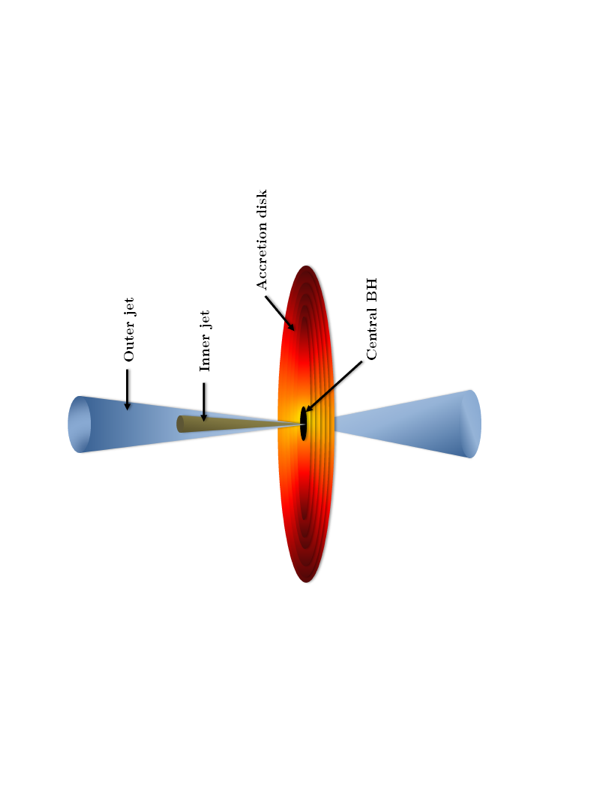 Outer jet
Inner jet
Accretion disk
Central BH